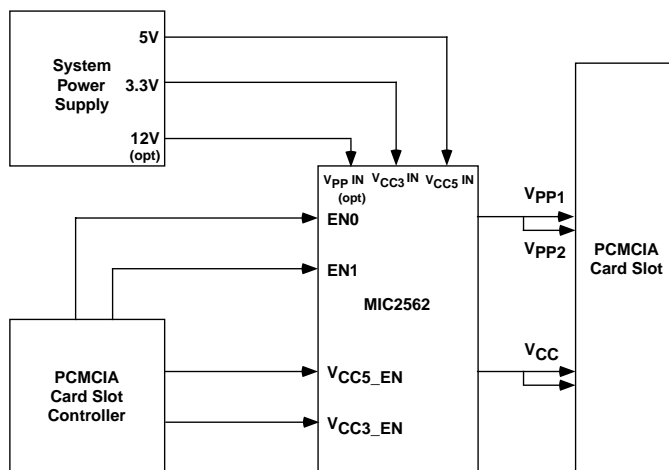 5V
System
Power
Supply
3.3V
12V
(opt)
VPP IN
(opt)
VCC3 IN
VCC5 IN
EN0
EN1
MIC2562
VCC5_EN
VCC3_EN
PCMCIA
Card Slot
Controller
VPP1
VPP2
VCC
PCMCIA
Card Slot